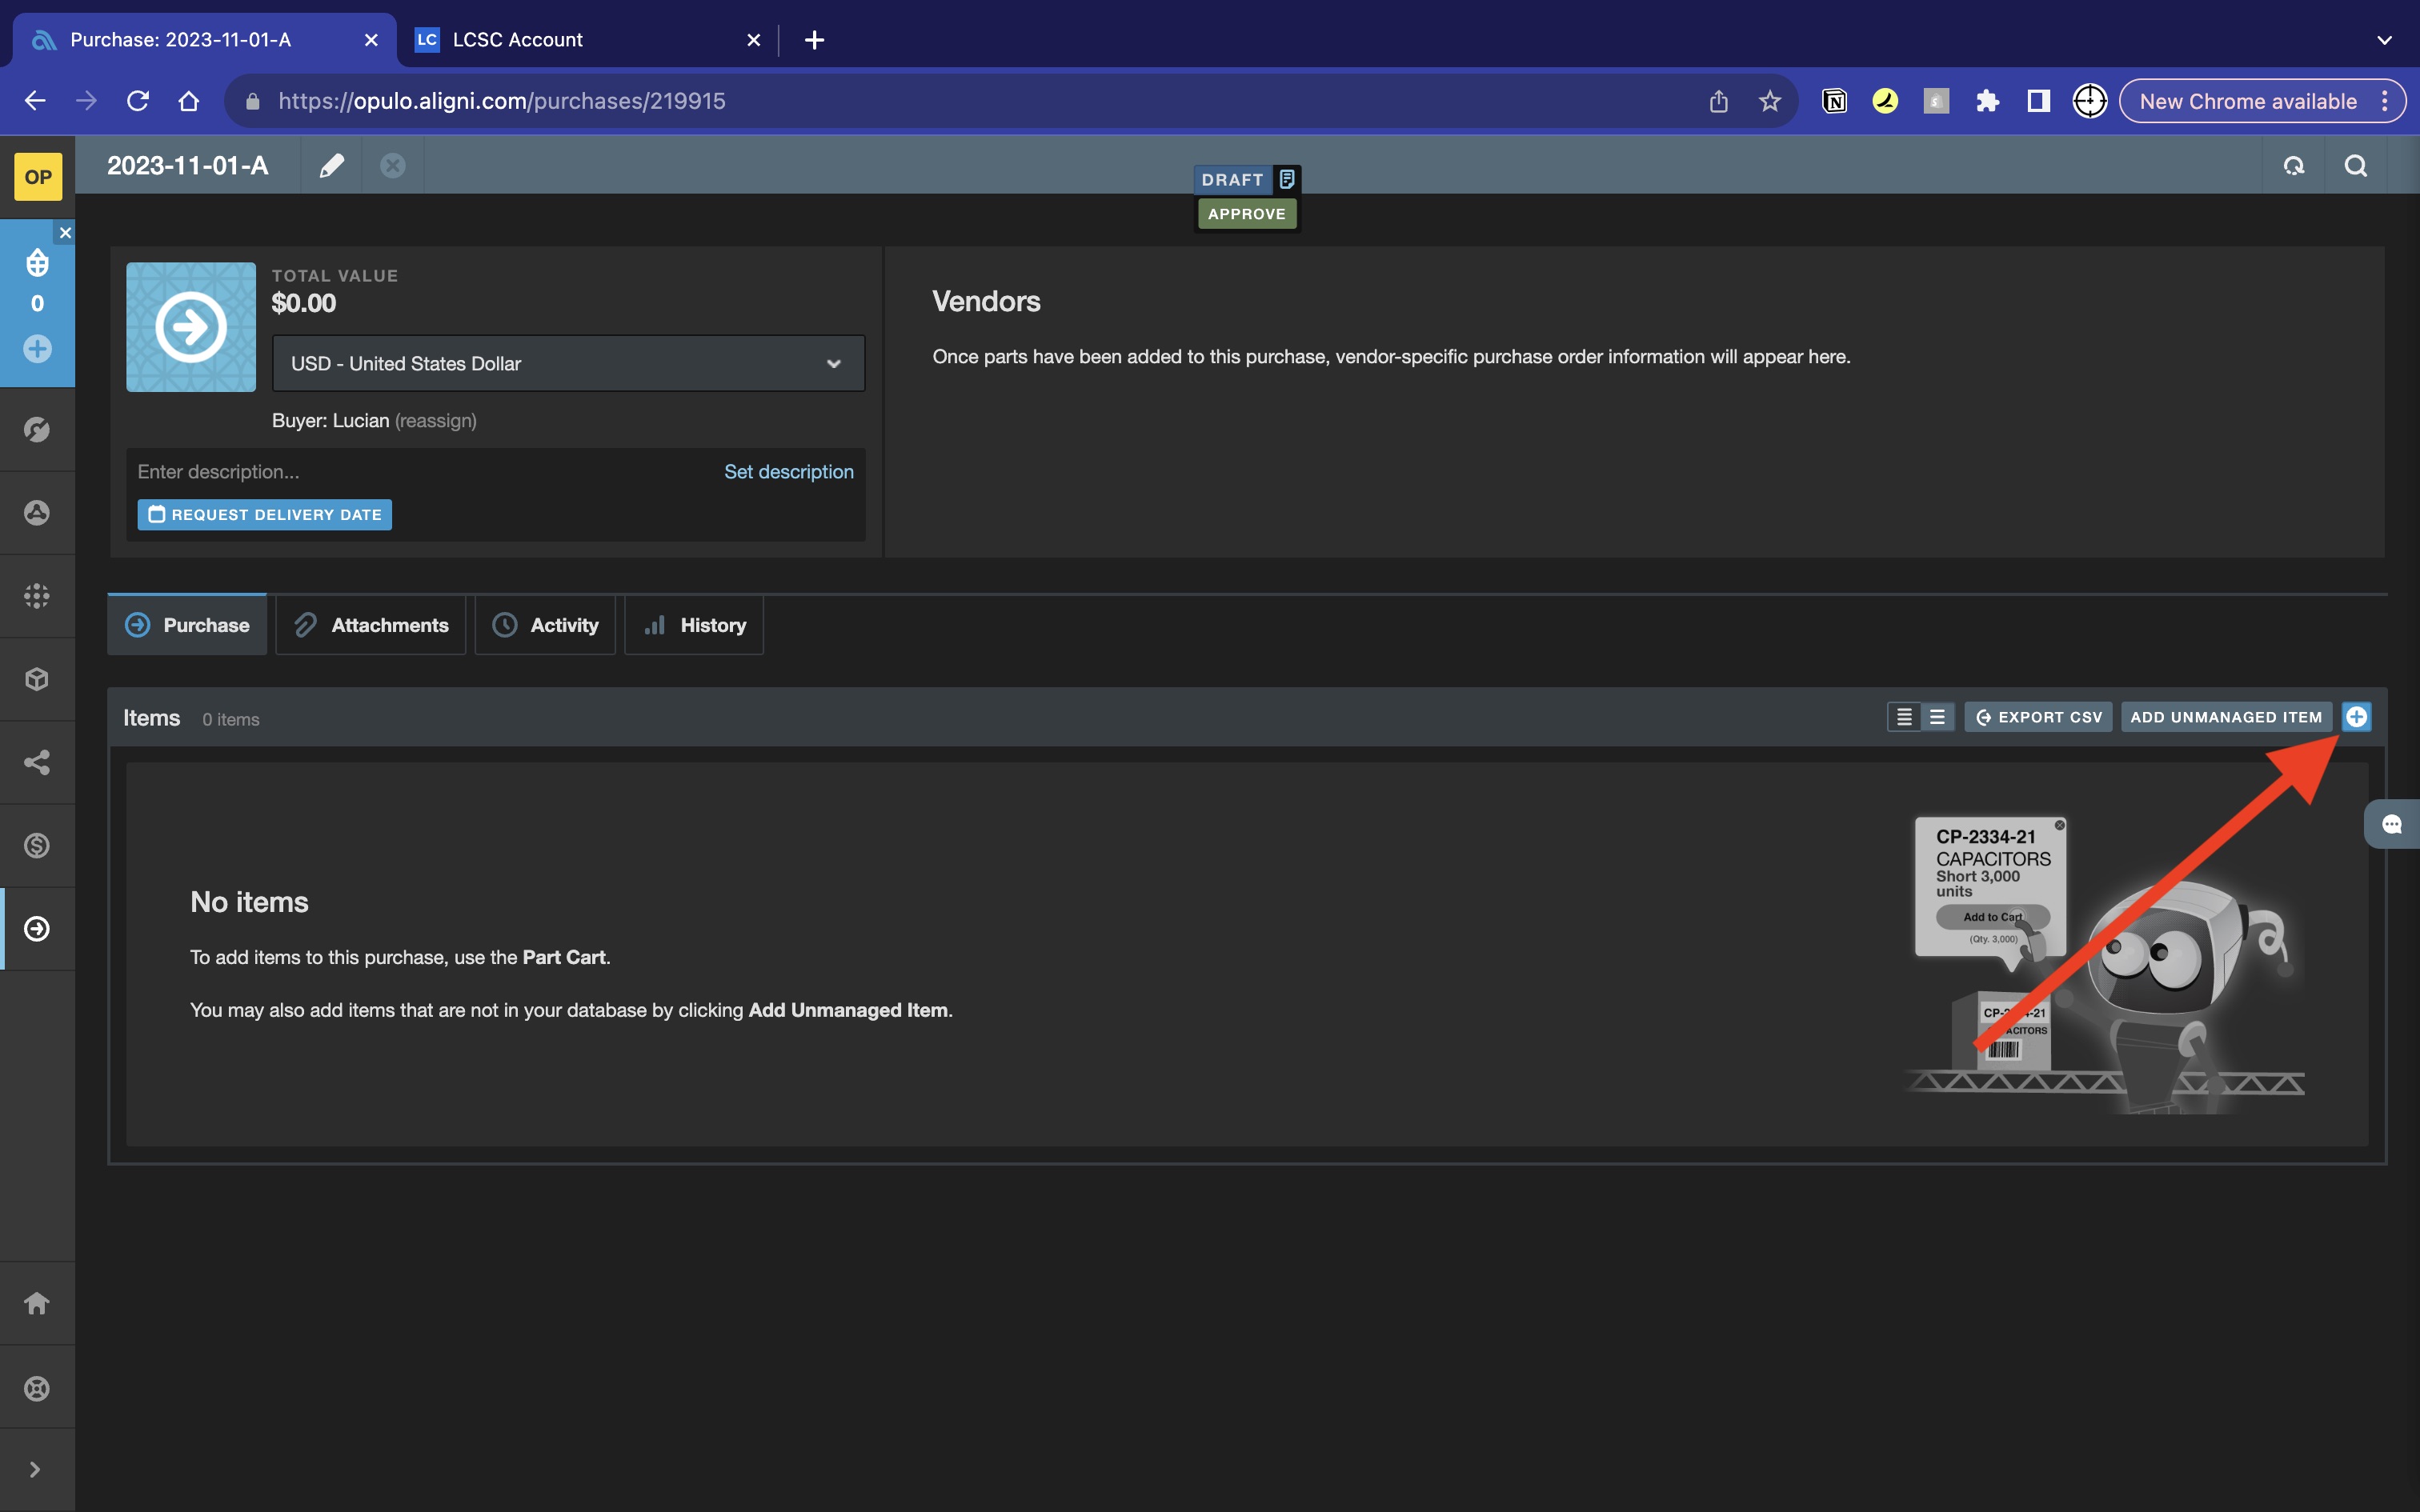 Purchase: 2023-11-01-A
LC LCSC Account
https://opulo.aligni.com/purchases/219915
New Chrome available
OP
2023-11-01-A
DRAFT
APPROVE
0
TOTAL VALUE
$0.00
USD - United States Dollar
Buyer: Lucian (reassign)
Enter description...
Set description
REQUEST DELIVERY DATE
Vendors
Once parts have been added to this purchase, vendor-specific purchase order information will appear here.
Purchase
Attachments
Activity
History
Items 0 items
EXPORT CSV
ADD UNMANAGED ITEM
No items
To add items to this purchase, use the Part Cart.
You may also add items that are not in your database by clicking Add Unmanaged Item.
CP-2334-21
CAPACITORS
Short 3,000
units
Add to Cart
(Qty. 3,000)